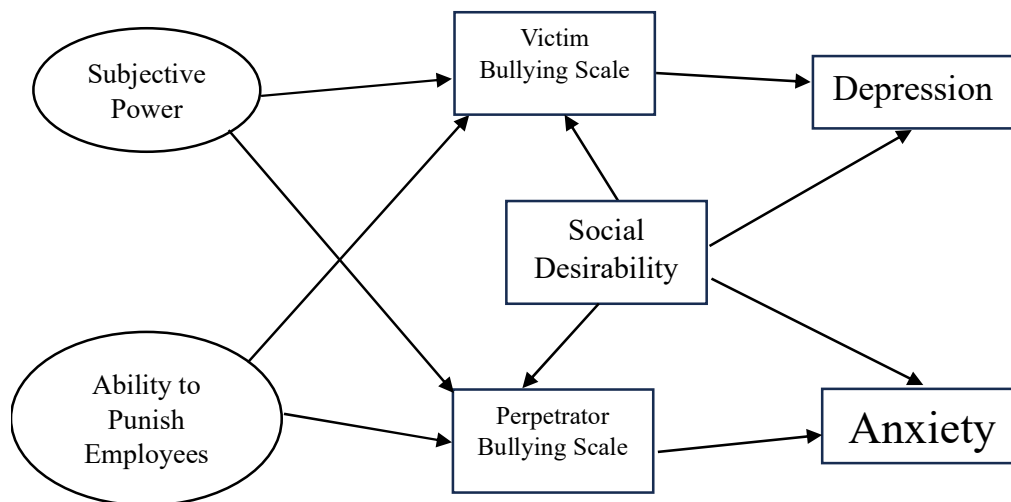 Subjective
Power
Victim
Bullying Scale
Depression
Social
Desirability
Ability to
Punish
Employees
Perpetrator
Bullying Scale
Anxiety